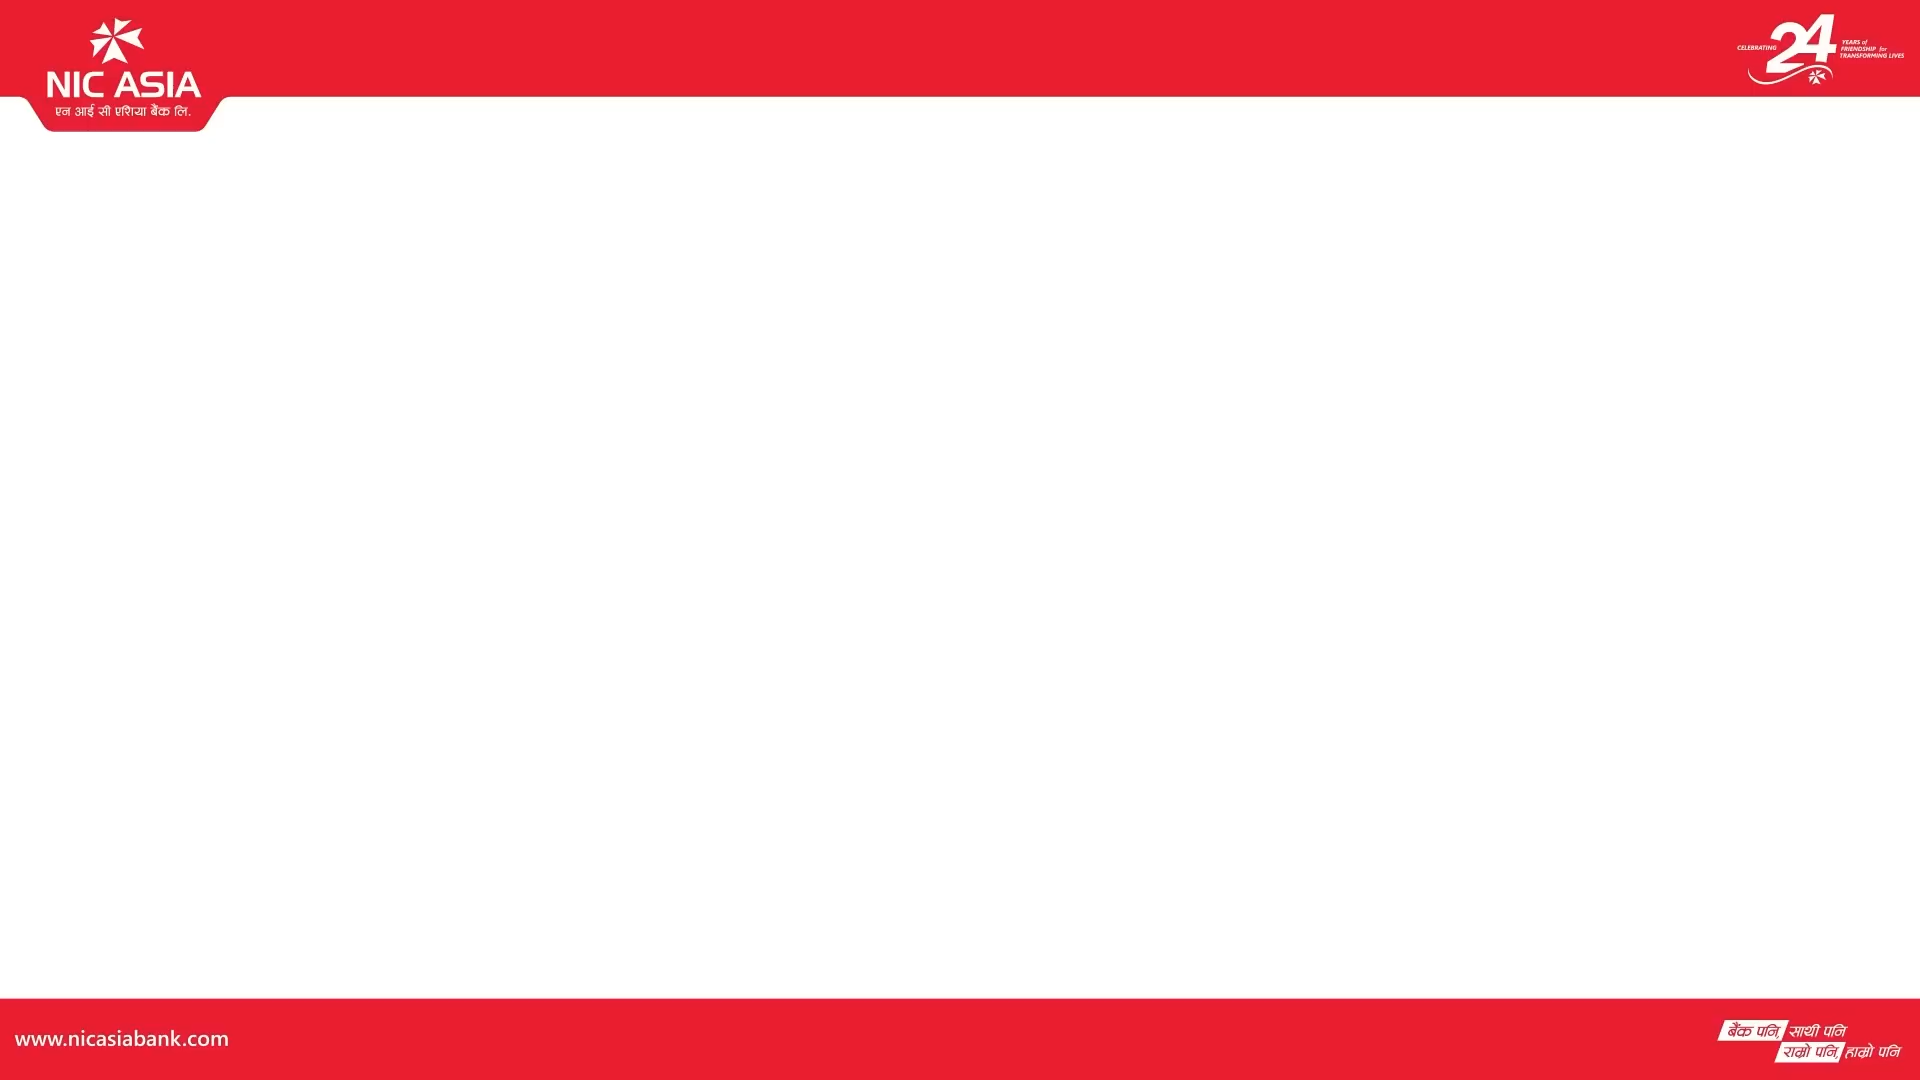 NIC ASIA
एन आई सी एशिया बैंक लि.
CELEBRATING
24
YEARS of
FRIENDSHIP for
TRANSFORMING LIVES
www.nicasiabank.com
बैंक पनि, साथी पनि
राम्रो पनि, हाम्रो पनि